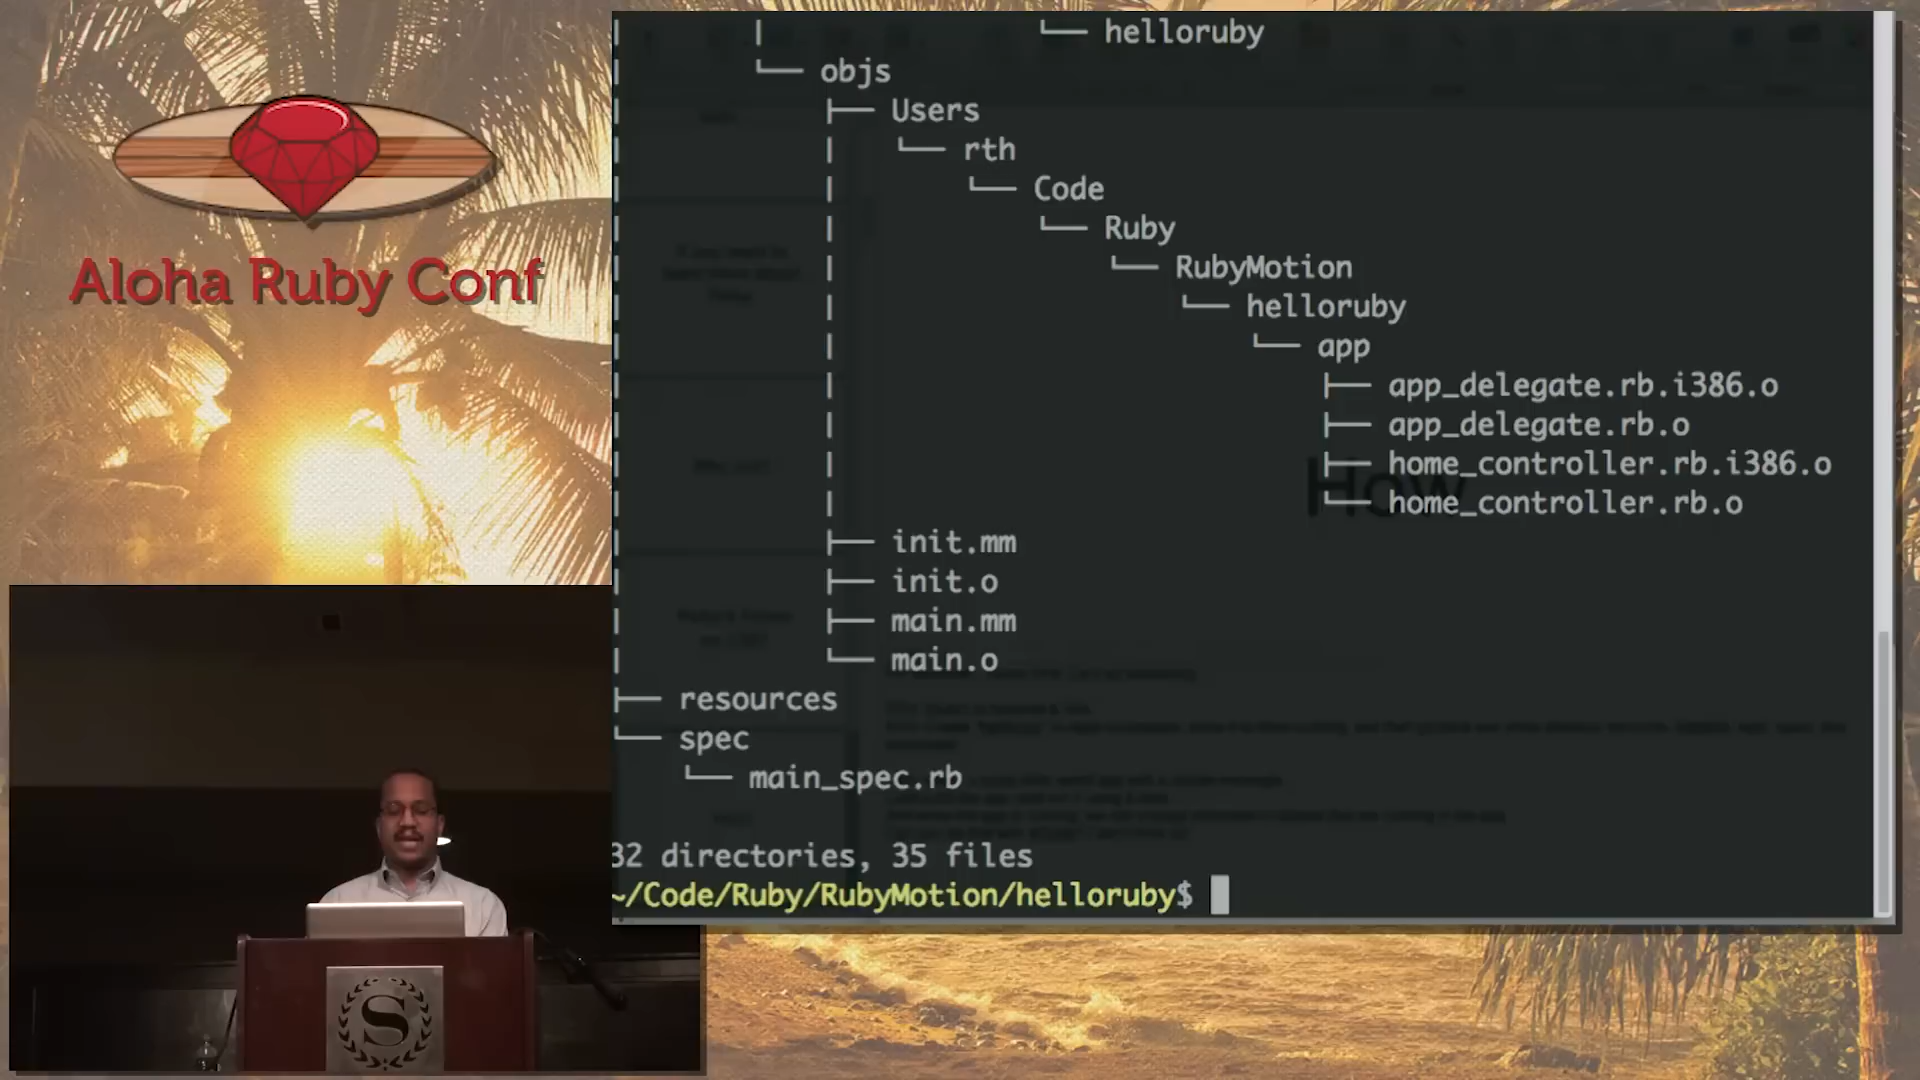 Aloha Ruby Conf
└── helloruby
└── objs
├── Users
└── rth
└── Code
└── Ruby
└── RubyMotion
└── helloruby
└── app
├── app_delegate.rb.i386.o
├── app_delegate.rb.o
├── home_controller.rb.i386.o
└── home_controller.rb.o
How
├── init.mm
├── init.o
├── main.mm
└── main.o
├── resources
└── spec
└── main_spec.rb
32 directories, 35 files
~/Code/Ruby/RubyMotion/helloruby$
S